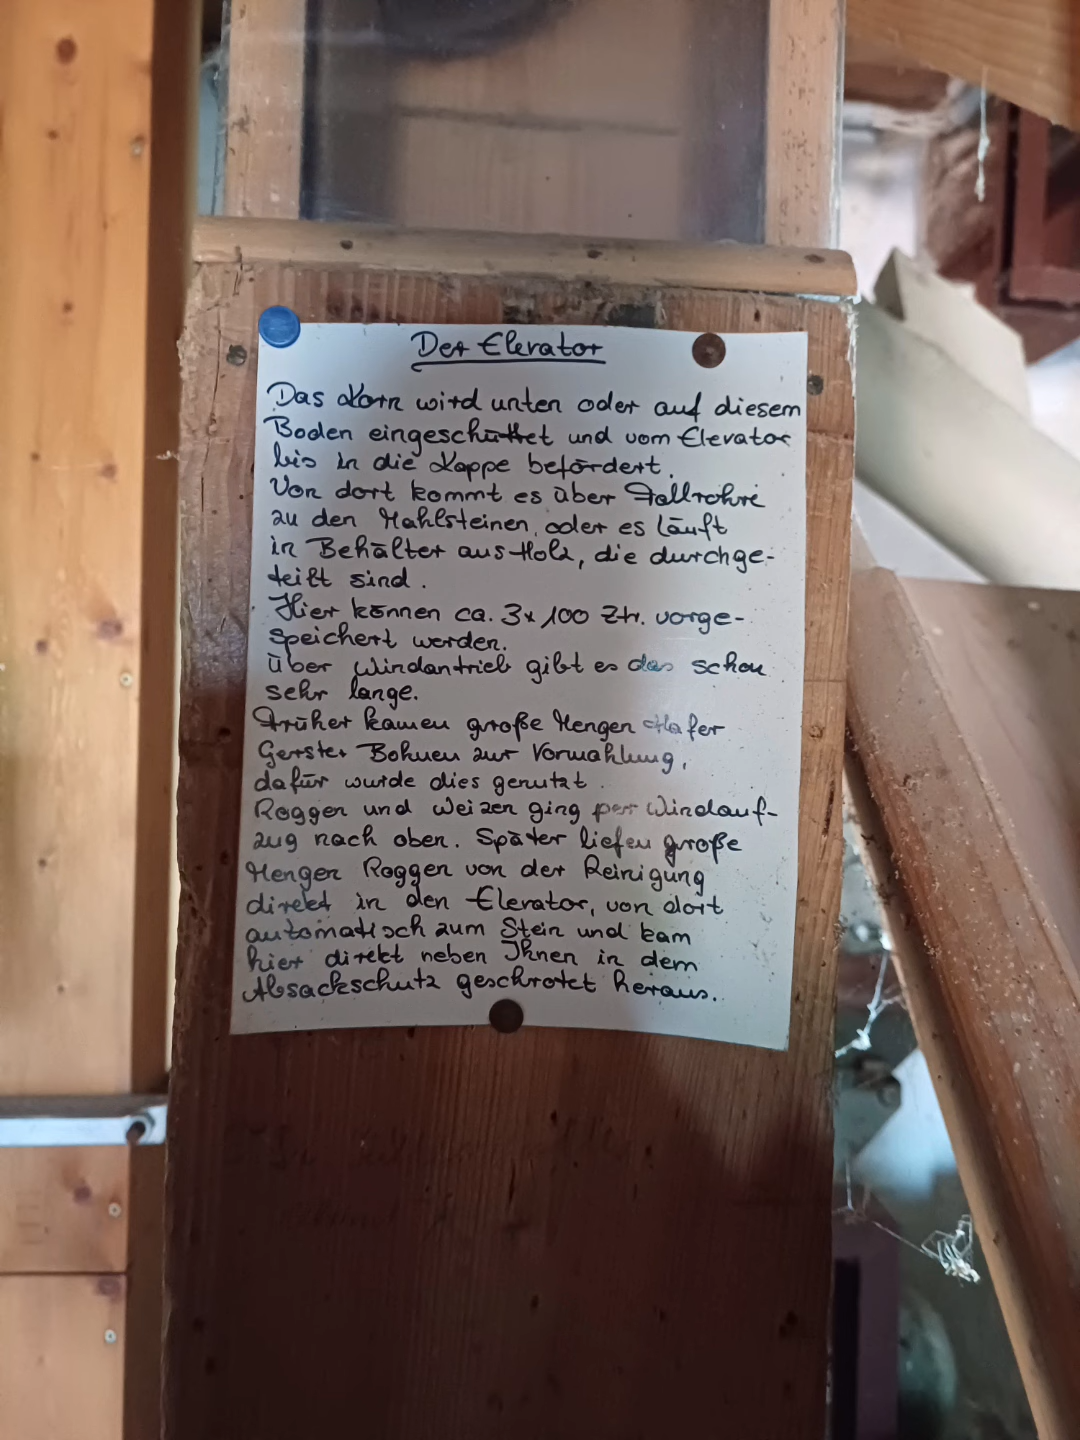 Der Elevator
Das Korn wird unten oder auf diesem
Boden eingeschüttet und vom Elevator
bis in die Kappe befördert.
Von dort kommt es über Fallrohre
zu den Mahlsteinen, oder es läuft
in Behälter aus Holz, die durchge-
teilt sind.
Hier können ca. 3x100 Ztr. vorge-
speichert werden.
Über Windantrieb gibt es das schon
sehr lange.
Früher kamen große Mengen Hafer
Gerste, Bohnen zur Vormahlung,
dafür wurde dies genutzt.
Roggen und Weizen ging per Windauf-
zug nach oben. Später liefen große
Mengen Roggen von der Reinigung
direkt in den Elevator, von dort
automatisch zum Stein und kam
hier direkt neben Ihnen in dem
Absackschutz geschrotet heraus.